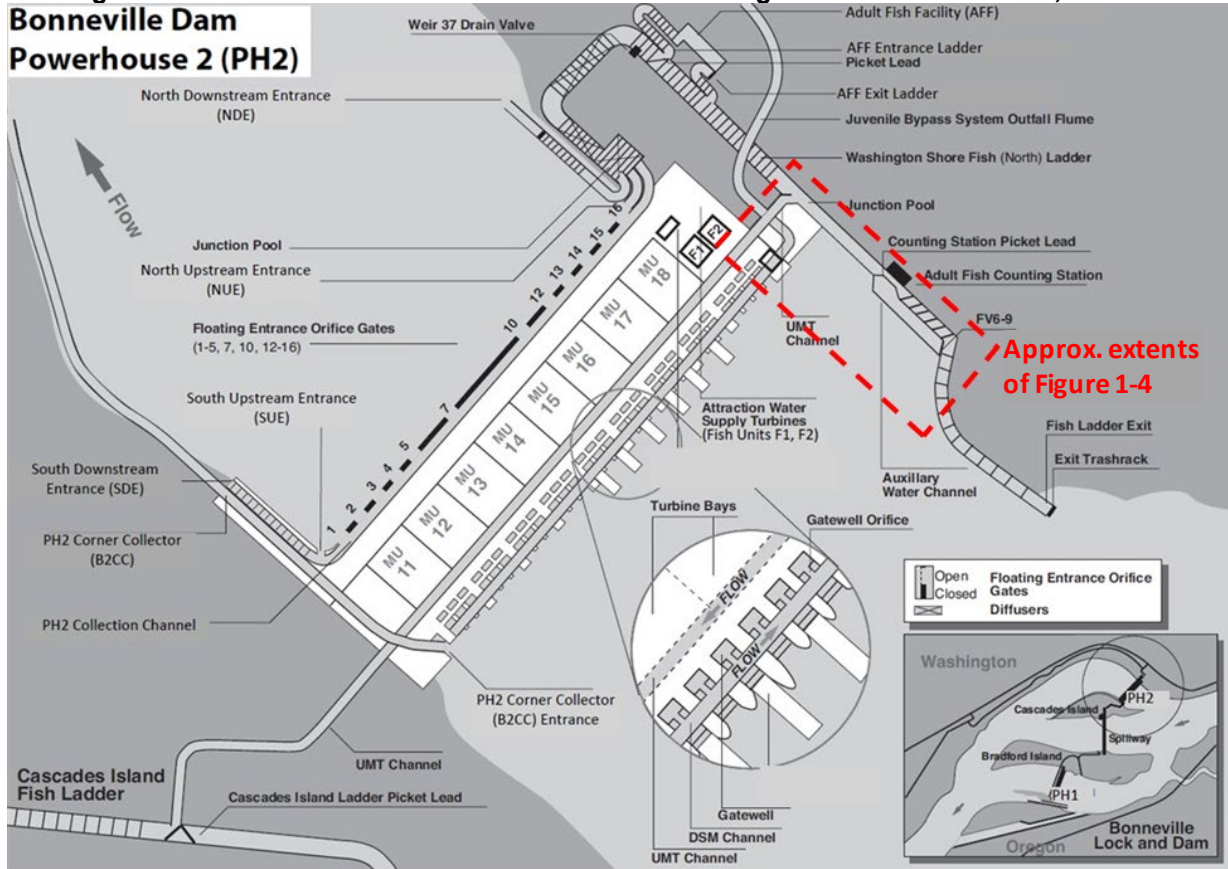 Bonneville Dam
Powerhouse 2 (PH2)
Weir 37 Drain Valve
Adult Fish Facility (AFF)
AFF Entrance Ladder
Picket Lead
AFF Exit Ladder
North Downstream Entrance
(NDE)
Juvenile Bypass System Outfall Flume
Washington Shore Fish (North) Ladder
Flow
Junction Pool
Junction Pool
North Upstream Entrance
(NUE)
Counting Station Picket Lead
Adult Fish Counting Station
FV6-9
Floating Entrance Orifice Gates
(1-5, 7, 10, 12-16)
UMT
Channel
Approx. extents
of Figure 1-4
16
15
14
13
12
10
7
5
4
3
2
1
F2
F1
MU
18
MU
17
MU
16
MU
15
MU
14
MU
13
MU
12
MU
11
South Upstream Entrance
(SUE)
Attraction Water
Supply Turbines
(Fish Units F1, F2)
Fish Ladder Exit
Exit Trashrack
South Downstream
Entrance (SDE)
Auxillary
Water Channel
Turbine Bays
Gatewell Orifice
PH2 Corner Collector
(B2CC)
FLOW
FLOW
PH2 Collection Channel
Open
Closed
Floating Entrance Orifice
Gates
Diffusers
PH2 Corner Collector
(B2CC) Entrance
UMT Channel
Gatewell
DSM Channel
UMT Channel
Cascades Island
Fish Ladder
Cascades Island Ladder Picket Lead
Washington
Cascades Island
PH2
Spillway
Bradford Island
PH1
Bonneville
Lock and Dam
Oregon